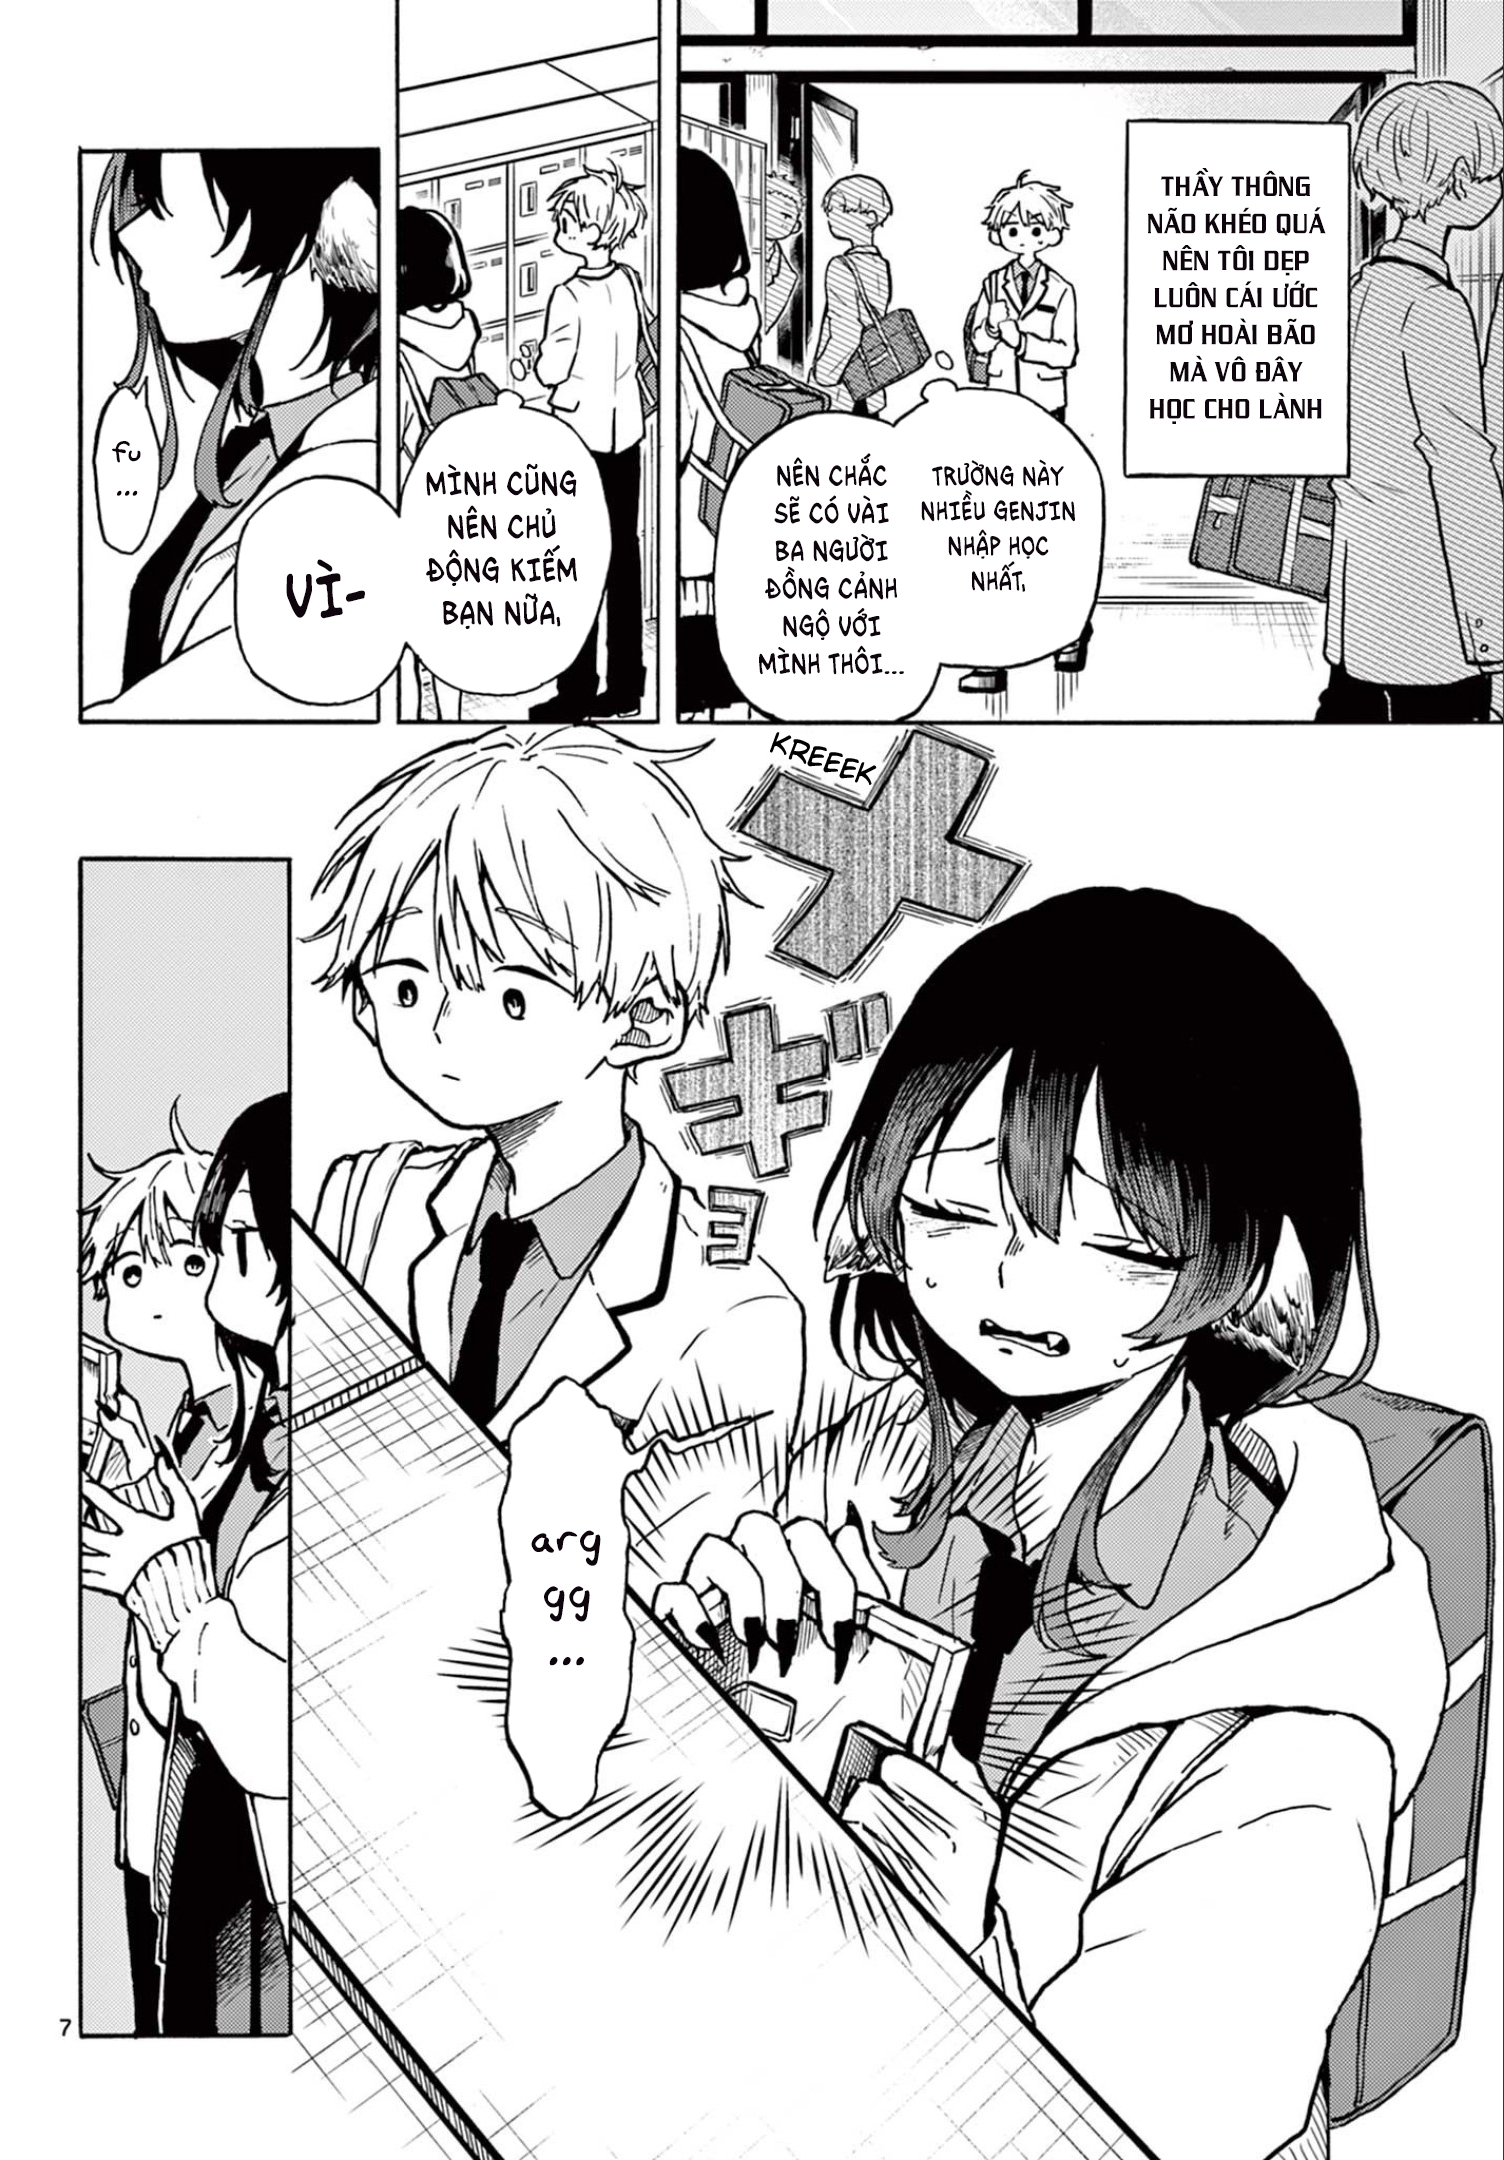 THẦY THÔNG
NÃO KHÉO QUÁ
NÊN TÔI DẸP
LUÔN CÁI ƯỚC
MƠ HOÀI BÃO
MÀ VÔ ĐÂY
HỌC CHO LÀNH
TRƯỜNG NÀY
NHIỀU GENJIN
NHẬP HỌC
NHẤT,
NÊN CHẮC
SẼ CÓ VÀI
BA NGƯỜI
ĐỒNG CẢNH
NGỘ VỚI
MÌNH THÔI...
MÌNH CŨNG
NÊN CHỦ
ĐỘNG KIẾM
BẠN NỮA,
VÌ-
fu
...
KREEEK
メギョ
arg
gg
...
7